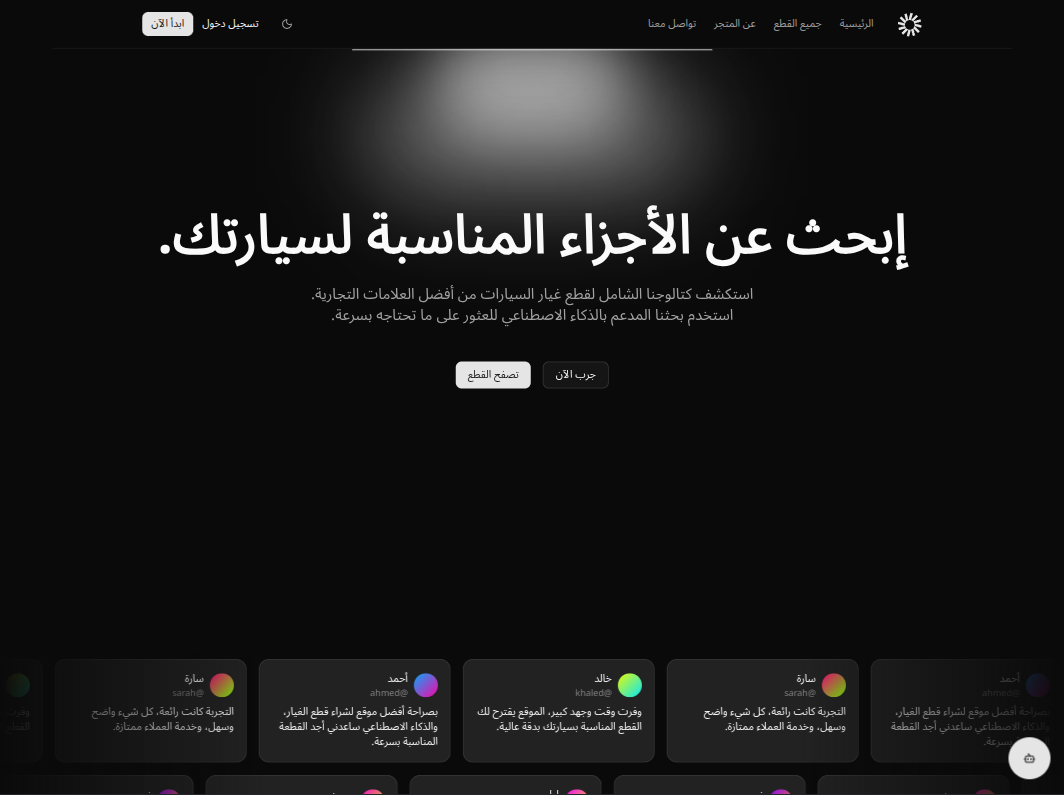 الرئيسية
جميع القطع
عن المتجر
تواصل معنا
تسجيل دخول
ابدأ الآن
إبحث عن الأجزاء المناسبة لسيارتك.
استكشف كتالوجنا الشامل لقطع غيار السيارات من أفضل العلامات التجارية.
استخدم بحثنا المدعم بالذكاء الاصطناعي للعثور على ما تحتاجه بسرعة.
جرب الآن
تصفح القطع
أحمد
@ahmed
بصراحة أفضل موقع لشراء قطع الغيار،
والذكاء الاصطناعي ساعدني أجد القطعة
بسرعة.
سارة
@sarah
التجربة كانت رائعة، كل شيء واضح
وسهل، وخدمة العملاء ممتازة.
خالد
@khaled
وفرت وقت وجهد كبير، الموقع يقترح لك
القطع المناسبة بسيارتك بدقة عالية.
أحمد
@ahmed
بصراحة أفضل موقع لشراء قطع الغيار،
والذكاء الاصطناعي ساعدني أجد القطعة
المناسبة بسرعة.
سارة
@sarah
التجربة كانت رائعة، كل شيء واضح
وسهل، وخدمة العملاء ممتازة.
وفرت
القطع